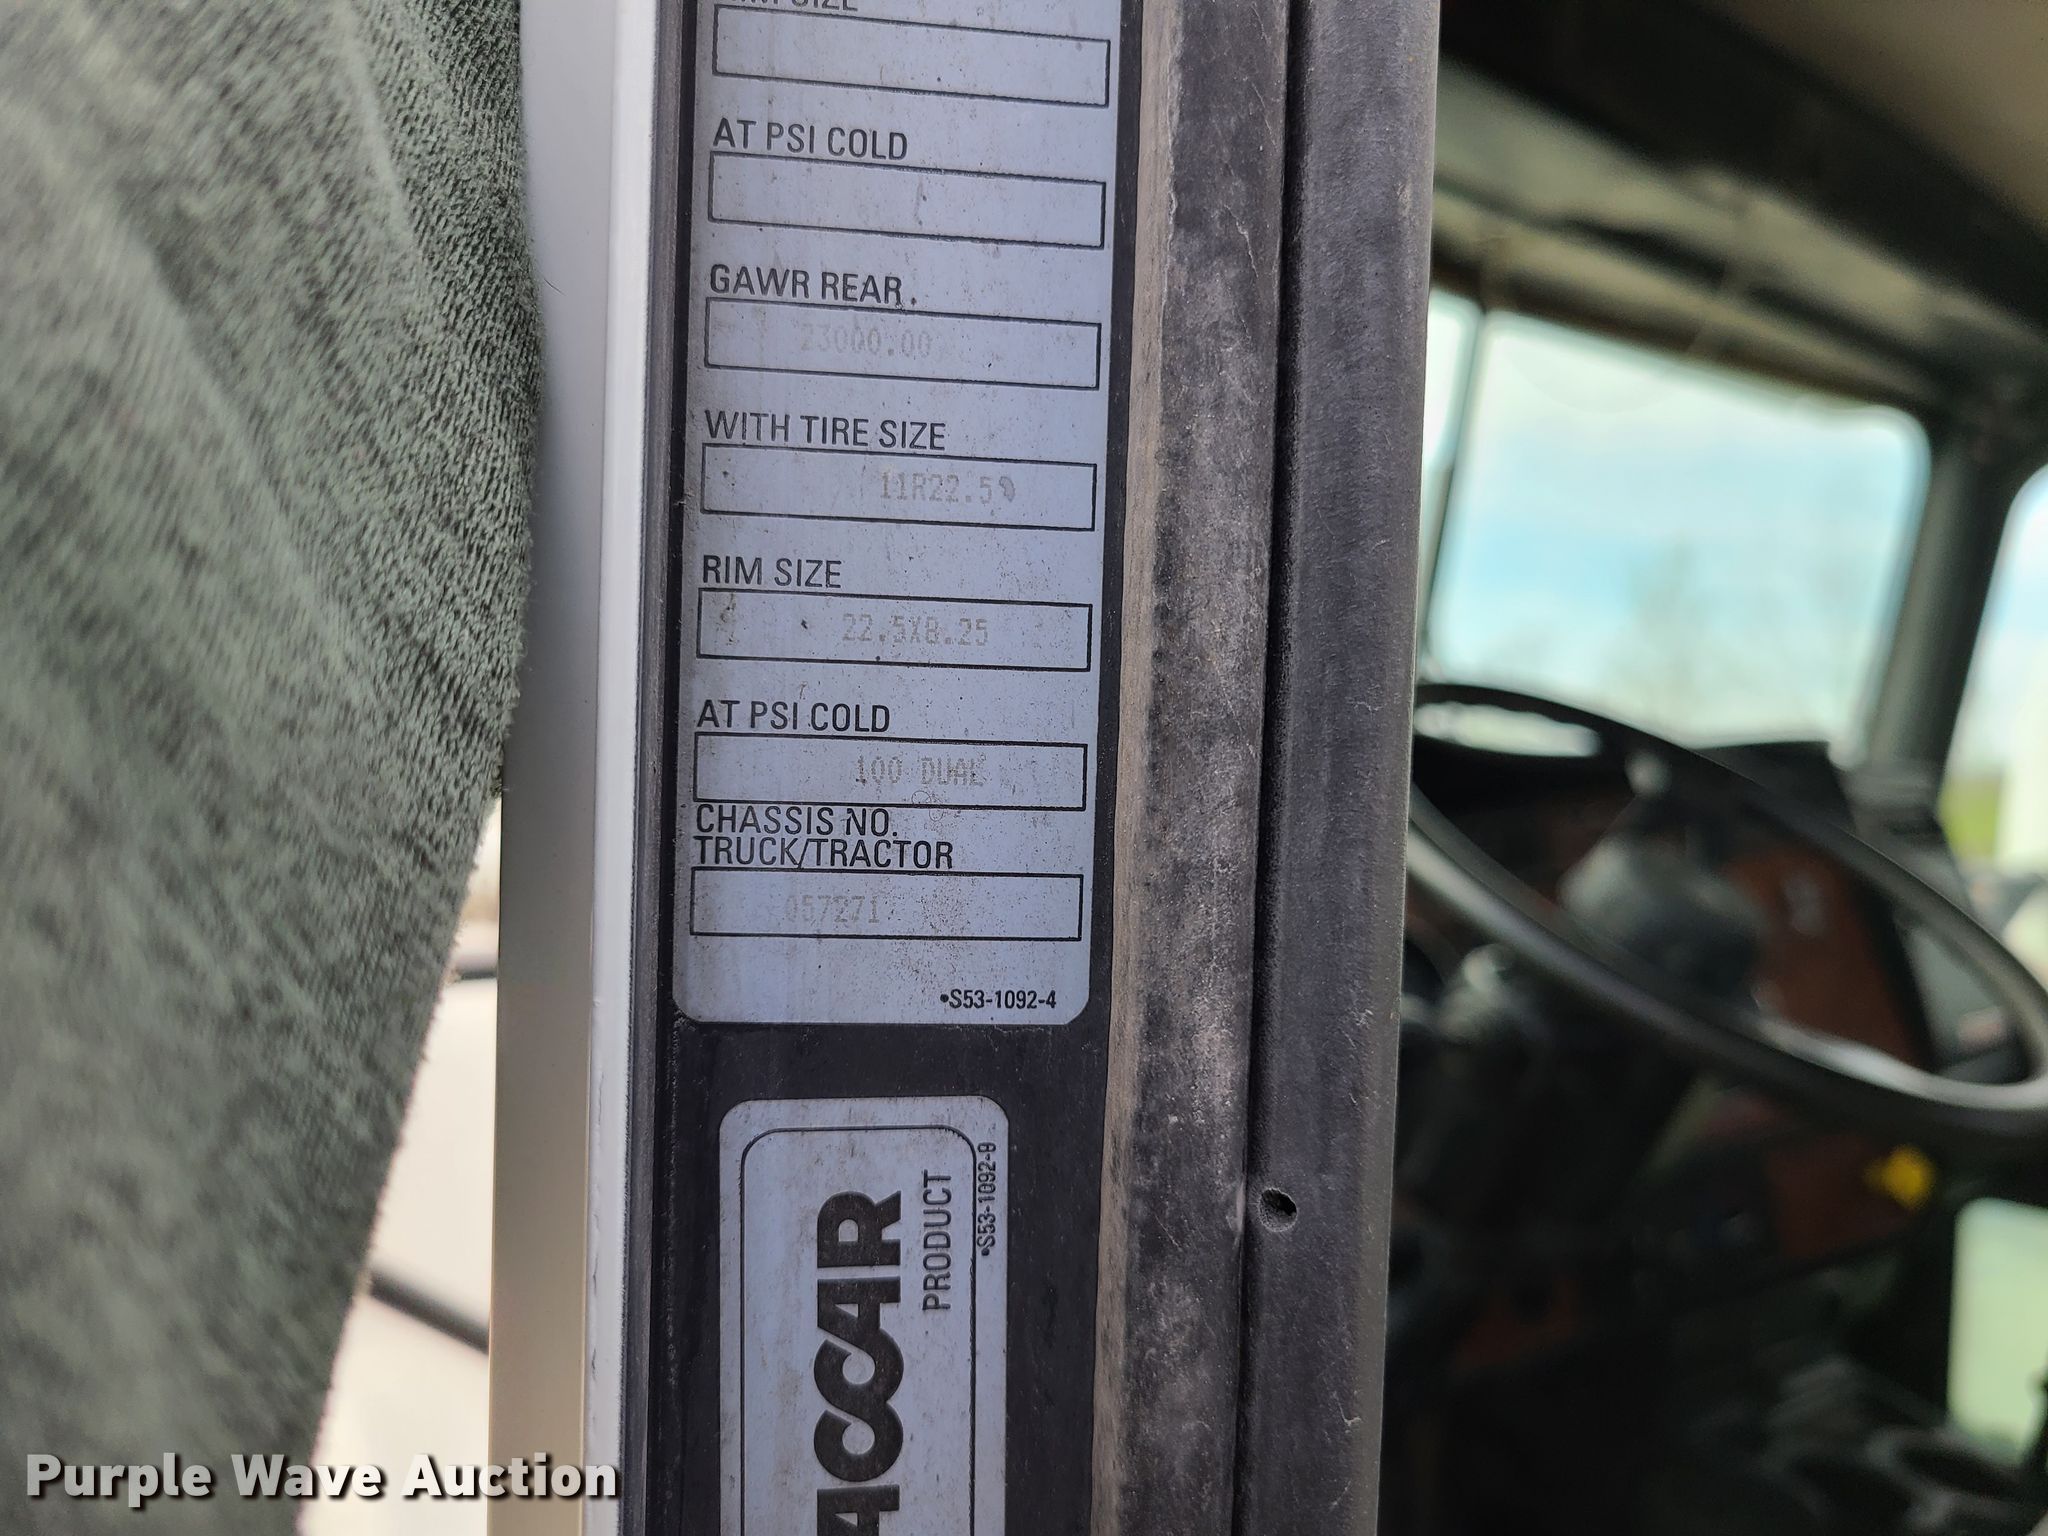 RIM SIZE
AT PSI COLD
GAWR REAR
23000.00
WITH TIRE SIZE
11R22.5
RIM SIZE
22.5X8.25
AT PSI COLD
100 DUAL
CHASSIS NO.
TRUCK/TRACTOR
057271
•S53-1092-4
•S53-1092-9
PRODUCT
ACCAR
Purple Wave Auction